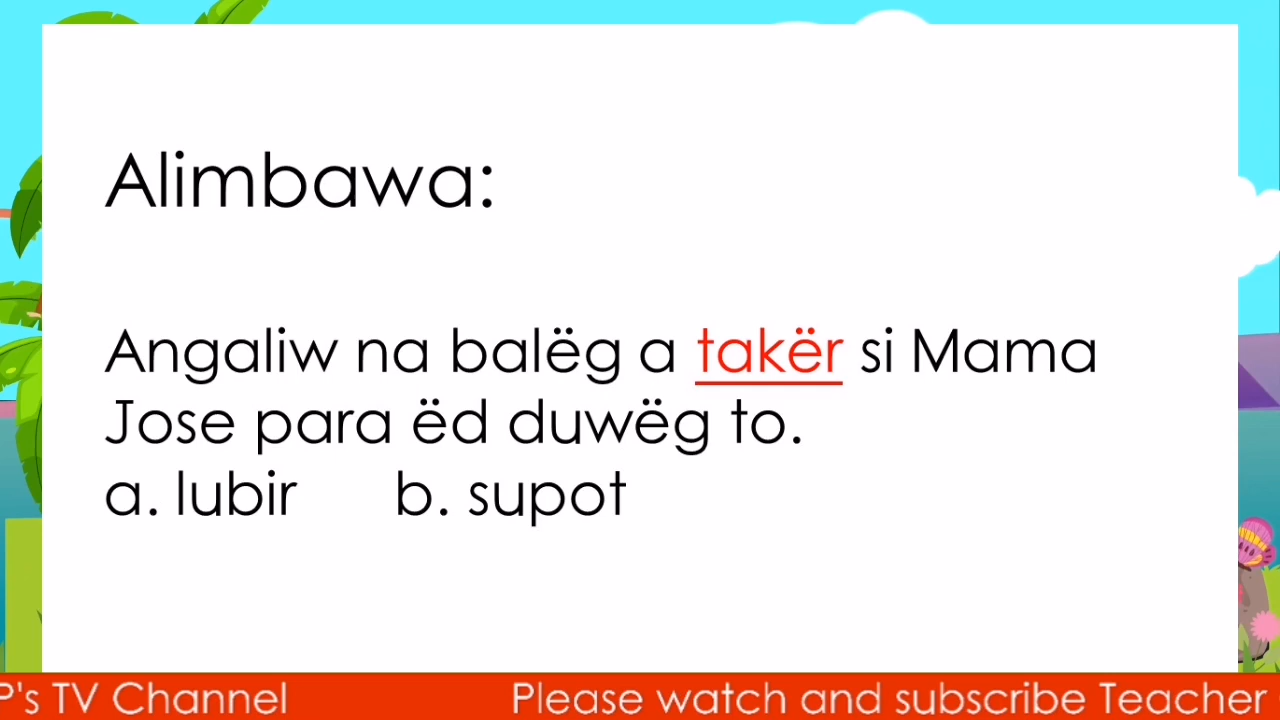 Alimbawa:
Angaliw na balëg a takër si Mama
Jose para ëd duwëg to.
a. lubir b. supot
P's TV Channel Please watch and subscribe Teacher